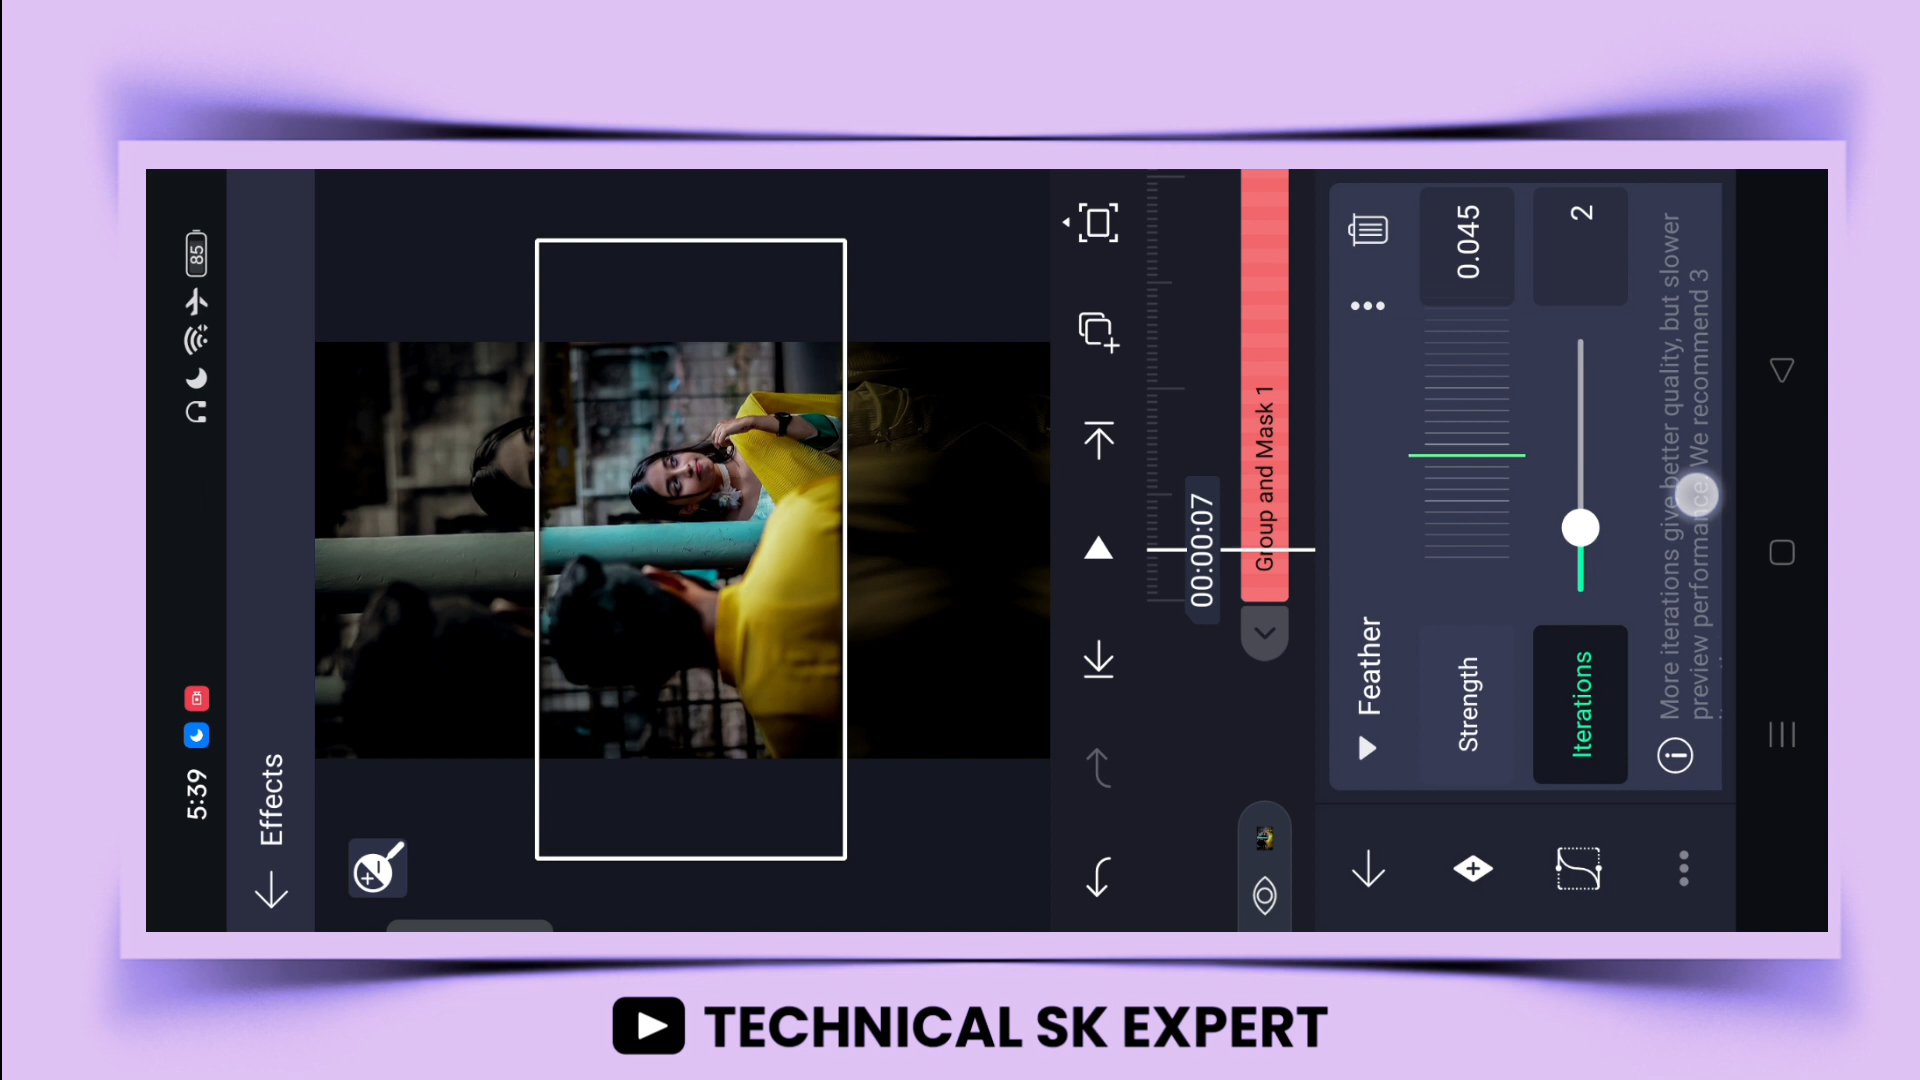 5:39
85
Effects
00:00:07
Group and Mask 1
Feather
Strength
0.045
Iterations
2
More iterations give better quality, but slower
preview performance. We recommend 3
TECHNICAL SK EXPERT